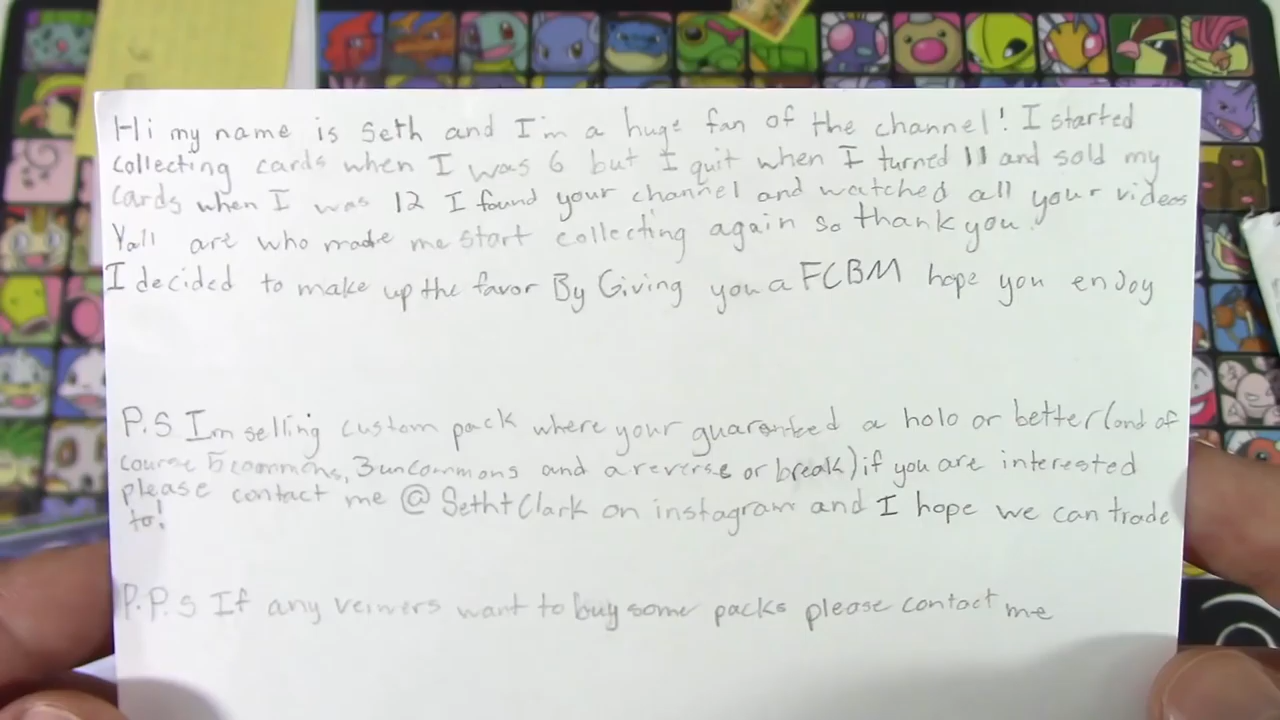 Hi my name is Seth and I'm a huge fan of the channel! I started
collecting cards when I was 6 but I quit when I turned 11 and sold my
cards when I was 12 I found your channel and watched all your videos
Yall are who made me start collecting again so thank you.
I decided to make up the favor By Giving you a FCBM hope you enjoy
P.S I'm selling custom pack where your guaranteed a holo or better (and of
course 5 commons, 3 uncommons and a reverse or break) if you are interested
please contact me @ SethtClark on instagram and I hope we can trade
to!
P.P.S If any veiwers want to buy some packs please contact me